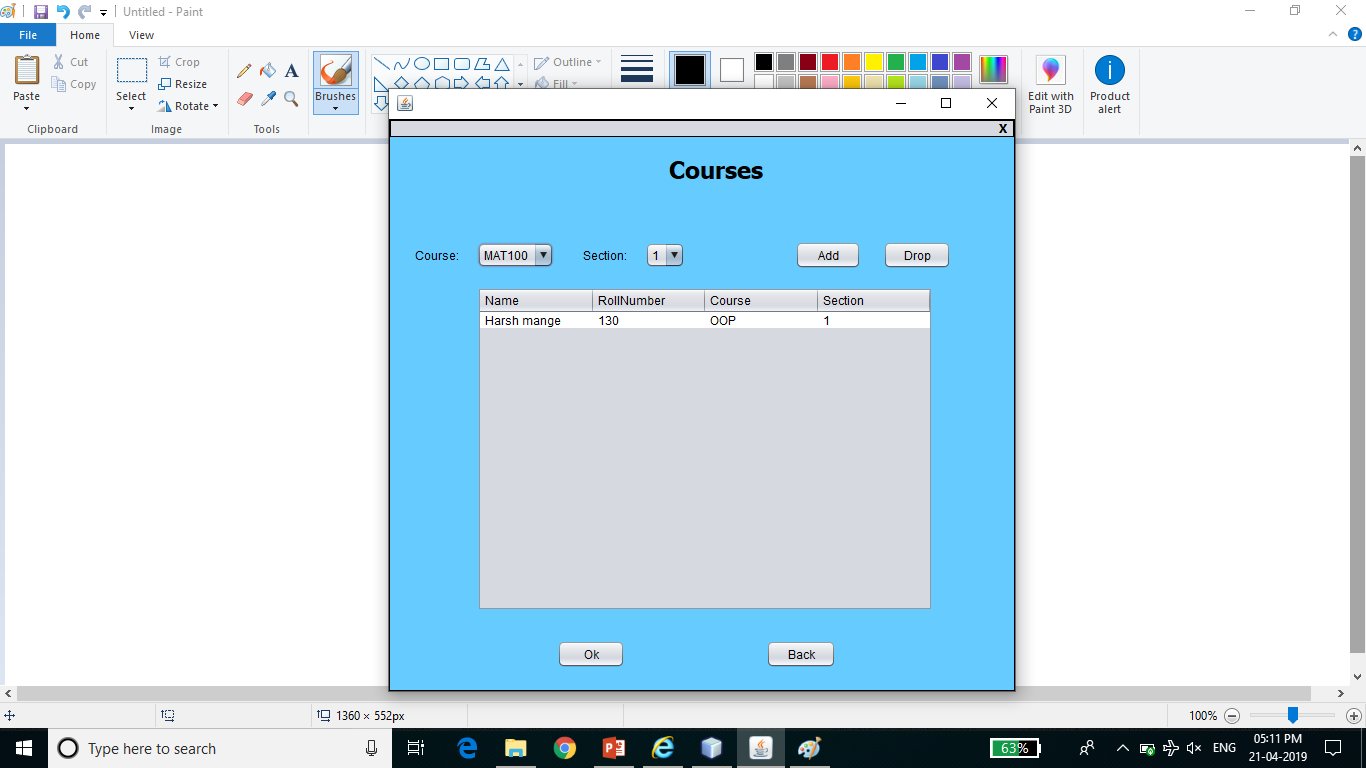 Untitled - Paint
File Home View
Paste
Cut
Copy
Clipboard
Select
Crop
Resize
Rotate
Image
A
Tools
Brushes
Outline
Fill
Edit with
Paint 3D
Product
alert
X
Courses
Course: MAT100 Section: 1 Add Drop
Name RollNumber Course Section
Harsh mange 130 OOP 1
Ok Back
1360 × 552px 100%
Type here to search
63%
ENG
05:11 PM
21-04-2019